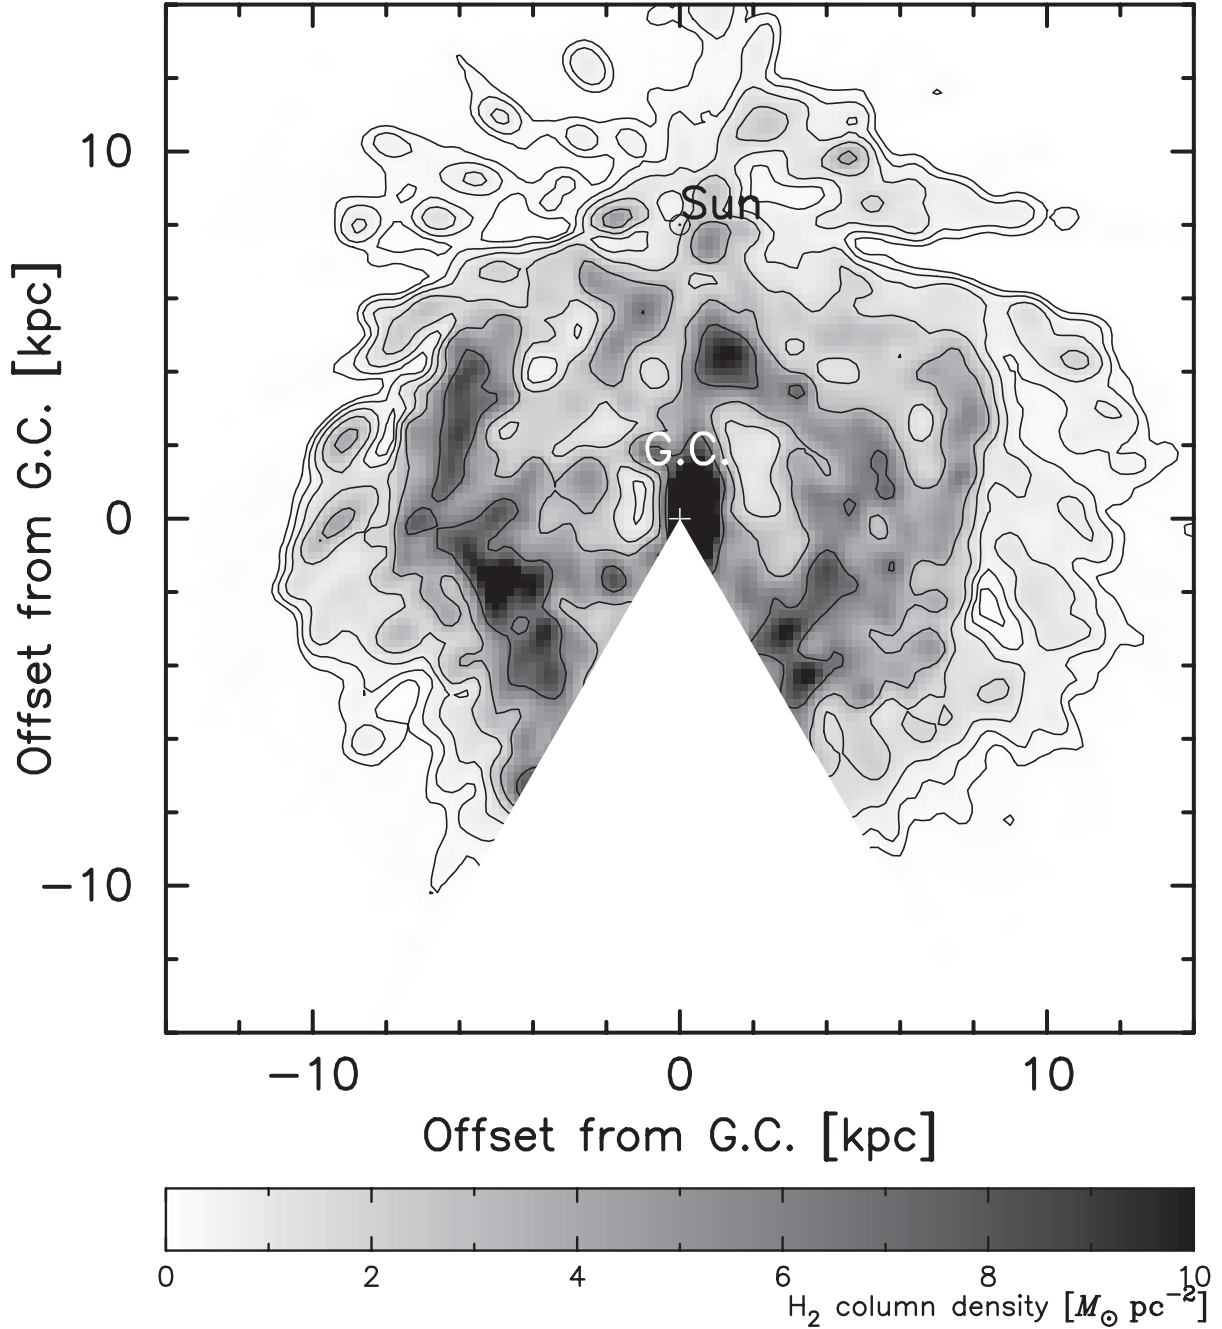 10
Sun
Offset from G.C. [kpc]
G.C.
0
−10
−10 0 10
Offset from G.C. [kpc]
0 2 4 6 8 10
H₂ column density [M⊙ pc⁻²]